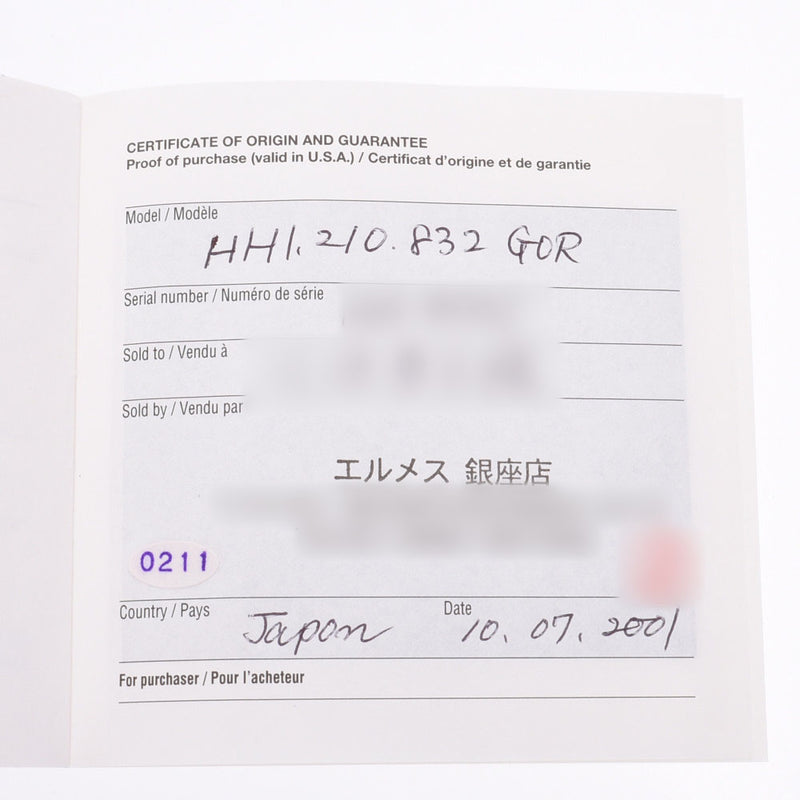 CERTIFICATE OF ORIGIN AND GUARANTEE
Proof of purchase (valid in U.S.A.) / Certificat d'origine et de garantie
Model / Modèle
HH1.210.832 GOR
Serial number / Numéro de série
Sold to / Vendu à
Sold by / Vendu par
エルメス 銀座店
0211
Country / Pays
Japon
Date
10. 07. 2001
For purchaser / Pour l'acheteur